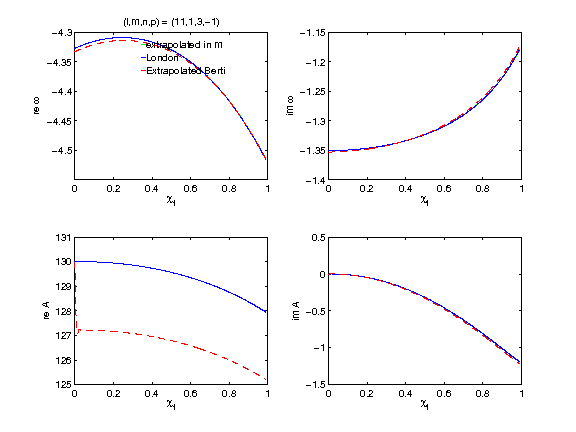 (l,m,n,p) = (11,1,3,−1)
−4.3
−4.35
−4.4
−4.45
−4.5
re ω
extrapolated in m
London
Extrapolated Berti
0 0.2 0.4 0.6 0.8 1
χf
−1.15
−1.2
−1.25
−1.3
−1.35
−1.4
im ω
0 0.2 0.4 0.6 0.8 1
χf
131
130
129
128
127
126
125
re A
0 0.2 0.4 0.6 0.8 1
χf
0.5
0
−0.5
−1
−1.5
im A
0 0.2 0.4 0.6 0.8 1
χf